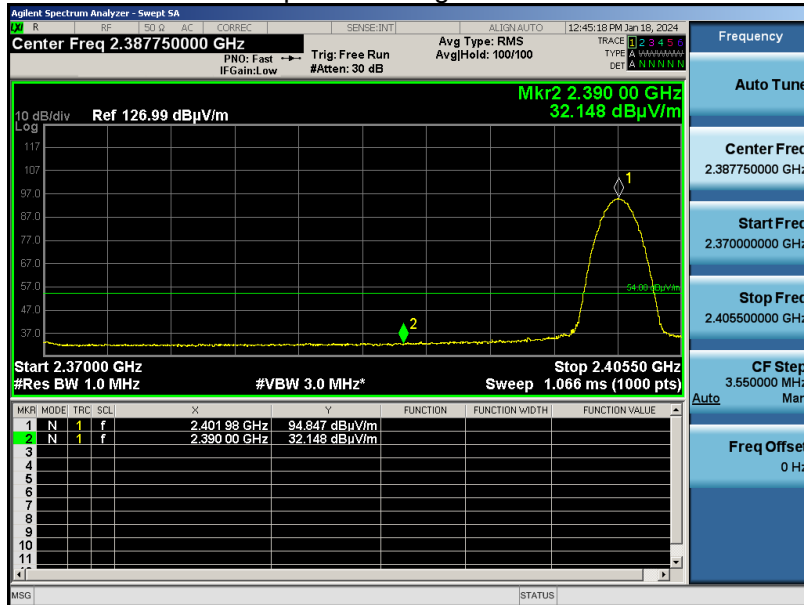 Agilent Spectrum Analyzer - Swept SA
LXI R RF 50 Ω AC CORREC SENSE:INT ALIGN AUTO 12:45:18 PM Jan 18, 2024
Center Freq 2.387750000 GHz
PNO: Fast
IFGain:Low
Trig: Free Run
#Atten: 30 dB
Avg Type: RMS
Avg|Hold: 100/100
TRACE 1 2 3 4 5 6
TYPE A
DET A N N N N N
Mkr2 2.390 00 GHz
32.148 dBµV/m
10 dB/div Ref 126.99 dBµV/m
Log
117
107
97.0
87.0
77.0
67.0
57.0
47.0
37.0
1
2
54.00 dBµV/m
Start 2.37000 GHz Stop 2.40550 GHz
#Res BW 1.0 MHz #VBW 3.0 MHz* Sweep 1.066 ms (1000 pts)
MKR MODE TRC SCL X Y FUNCTION FUNCTION WIDTH FUNCTION VALUE
1 N 1 f 2.401 98 GHz 94.847 dBµV/m
2 N 1 f 2.390 00 GHz 32.148 dBµV/m
3
4
5
6
7
8
9
10
11
MSG STATUS
Frequency
Auto Tune
Center Freq
2.387750000 GHz
Start Freq
2.370000000 GHz
Stop Freq
2.405500000 GHz
CF Step
3.550000 MHz
Auto Man
Freq Offset
0 Hz